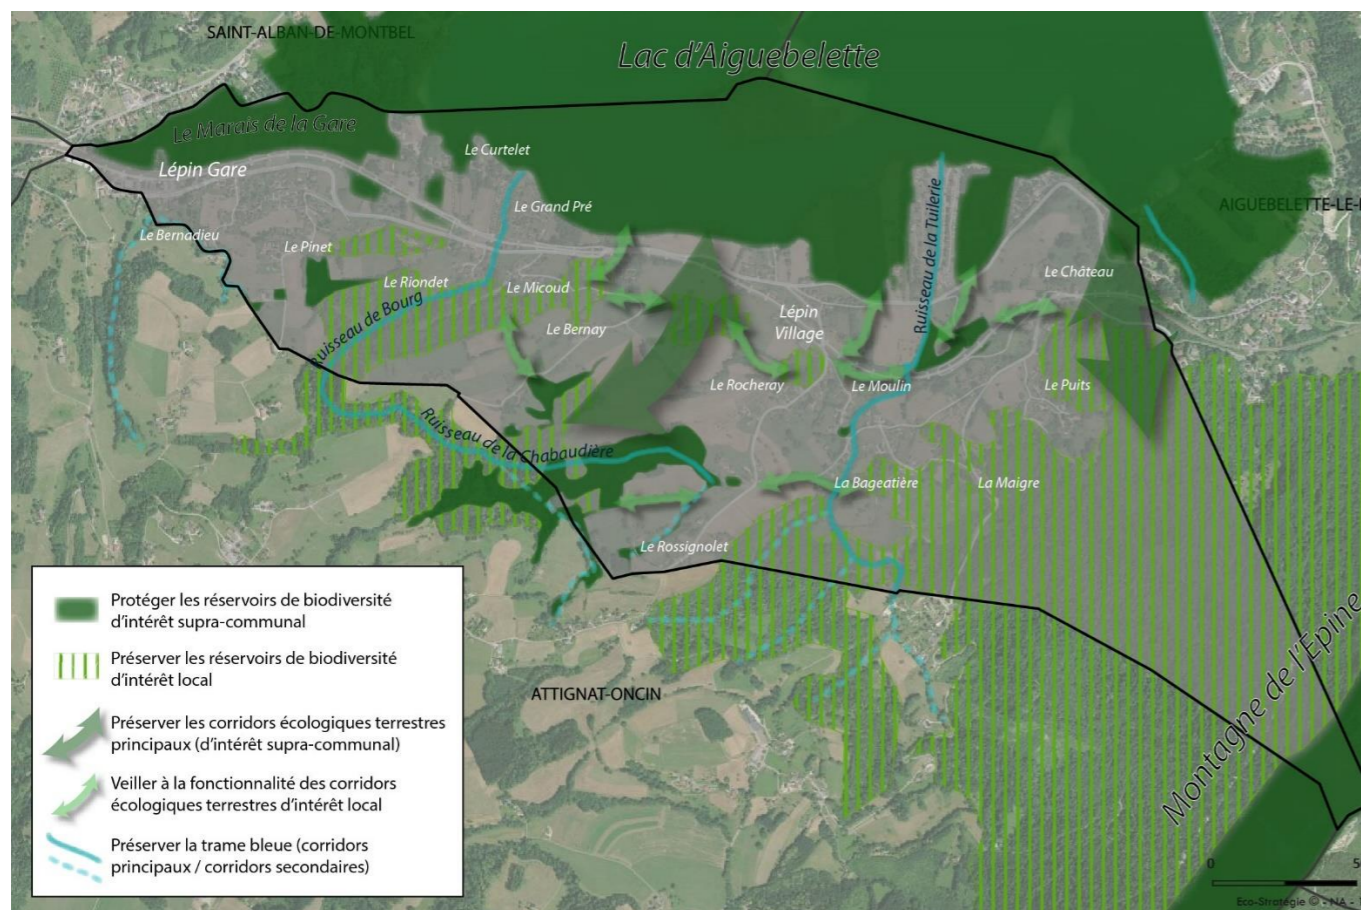 SAINT-ALBAN-DE-MONTBEL
Lac d'Aiguebelette
Le Marais de la Gare
Le Curtelet
Lépin Gare
Le Grand Pré
Ruisseau de la Tuilerie
AIGUEBELETTE-LE-
Le Bernadieu
Le Pinet
Le Riondet
Le Micoud
Le Château
Ruisseau de Bourg
Le Bernay
Lépin
Village
Le Rocheray
Le Moulin
Le Puits
Ruisseau de la Chabaudière
La Bageatière
La Maigre
Le Rossignolet
Protéger les réservoirs de biodiversité
d'intérêt supra-communal
Préserver les réservoirs de biodiversité
d'intérêt local
Préserver les corridors écologiques terrestres
principaux (d'intérêt supra-communal)
Veiller à la fonctionnalité des corridors
écologiques terrestres d'intérêt local
Préserver la trame bleue (corridors
principaux / corridors secondaires)
ATTIGNAT-ONCIN
Montagne de l'Epine
0 5
Eco-Stratégie © - NA -